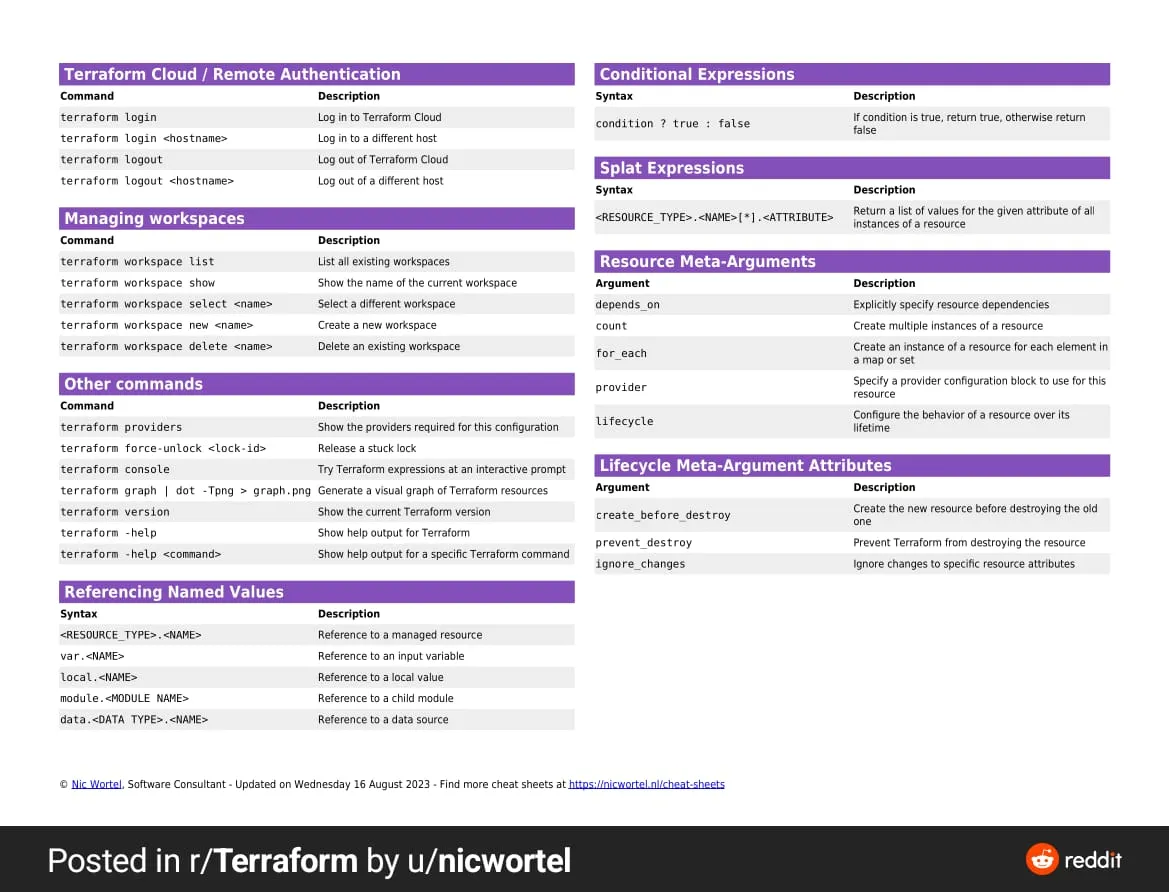 Terraform Cloud / Remote Authentication
Command Description
terraform login Log in to Terraform Cloud
terraform login <hostname> Log in to a different host
terraform logout Log out of Terraform Cloud
terraform logout <hostname> Log out of a different host
Managing workspaces
Command Description
terraform workspace list List all existing workspaces
terraform workspace show Show the name of the current workspace
terraform workspace select <name> Select a different workspace
terraform workspace new <name> Create a new workspace
terraform workspace delete <name> Delete an existing workspace
Other commands
Command Description
terraform providers Show the providers required for this configuration
terraform force-unlock <lock-id> Release a stuck lock
terraform console Try Terraform expressions at an interactive prompt
terraform graph | dot -Tpng > graph.png Generate a visual graph of Terraform resources
terraform version Show the current Terraform version
terraform -help Show help output for Terraform
terraform -help <command> Show help output for a specific Terraform command
Referencing Named Values
Syntax Description
<RESOURCE_TYPE>.<NAME> Reference to a managed resource
var.<NAME> Reference to an input variable
local.<NAME> Reference to a local value
module.<MODULE NAME> Reference to a child module
data.<DATA TYPE>.<NAME> Reference to a data source
Conditional Expressions
Syntax Description
condition ? true : false If condition is true, return true, otherwise return
false
Splat Expressions
Syntax Description
<RESOURCE_TYPE>.<NAME>[*].<ATTRIBUTE> Return a list of values for the given attribute of all
instances of a resource
Resource Meta-Arguments
Argument Description
depends_on Explicitly specify resource dependencies
count Create multiple instances of a resource
for_each Create an instance of a resource for each element in
a map or set
provider Specify a provider configuration block to use for this
resource
lifecycle Configure the behavior of a resource over its
lifetime
Lifecycle Meta-Argument Attributes
Argument Description
create_before_destroy Create the new resource before destroying the old
one
prevent_destroy Prevent Terraform from destroying the resource
ignore_changes Ignore changes to specific resource attributes
© Nic Wortel, Software Consultant - Updated on Wednesday 16 August 2023 - Find more cheat sheets at https://nicwortel.nl/cheat-sheets
Posted in r/Terraform by u/nicwortel
reddit